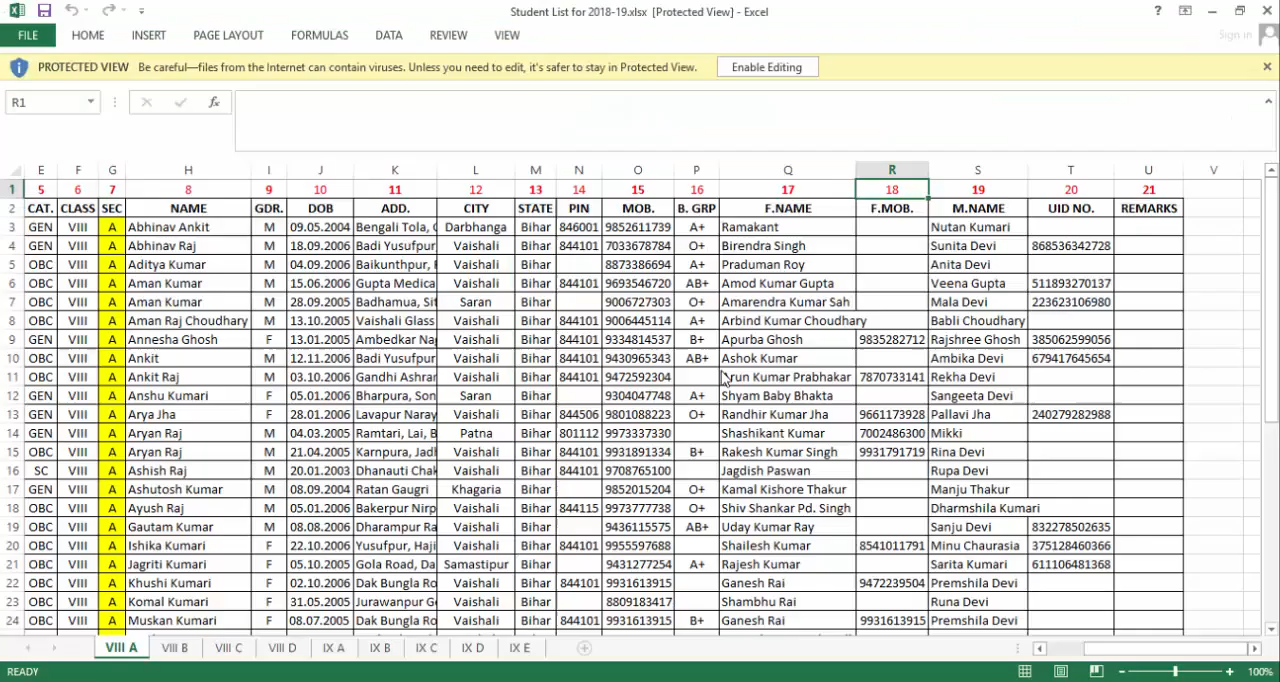 Student List for 2018-19.xlsx [Protected View] - Excel
? Sign in
FILE HOME INSERT PAGE LAYOUT FORMULAS DATA REVIEW VIEW
PROTECTED VIEW Be careful—files from the Internet can contain viruses. Unless you need to edit, it's safer to stay in Protected View. Enable Editing
R1 fx
E F G H I J K L M N O P Q R S T U V
1 5 6 7 8 9 10 11 12 13 14 15 16 17 18 19 20 21
2 CAT. CLASS SEC NAME GDR. DOB ADD. CITY STATE PIN MOB. B. GRP F.NAME F.MOB. M.NAME UID NO. REMARKS
3 GEN VIII A Abhinav Ankit M 09.05.2004 Bengali Tola, Darbhanga Bihar 846001 9852611739 A+ Ramakant Nutan Kumari
4 GEN VIII A Abhinav Raj M 18.09.2006 Badi Yusufpur, Vaishali Bihar 844101 7033678784 O+ Birendra Singh Sunita Devi 868536342728
5 OBC VIII A Aditya Kumar M 04.09.2006 Baikunthpur, Vaishali Bihar 8873386694 A+ Praduman Roy Anita Devi
6 OBC VIII A Aman Kumar M 15.06.2006 Gupta Medica Vaishali Bihar 844101 9693546720 AB+ Amod Kumar Gupta Veena Gupta 511893270137
7 OBC VIII A Aman Kumar M 28.09.2005 Badhamua, Sit Saran Bihar 9006727303 O+ Amarendra Kumar Sah Mala Devi 223623106980
8 OBC VIII A Aman Raj Choudhary M 13.10.2005 Vaishali Glass Vaishali Bihar 844101 9006445114 A+ Arbind Kumar Choudhary Babli Choudhary
9 GEN VIII A Annesha Ghosh F 13.01.2005 Ambedkar Nag Vaishali Bihar 844101 9334814537 B+ Apurba Ghosh 9835282712 Rajshree Ghosh 385062599056
10 OBC VIII A Ankit M 12.11.2006 Badi Yusufpur, Vaishali Bihar 844101 9430965343 AB+ Ashok Kumar Ambika Devi 679417645654
11 OBC VIII A Ankit Raj M 03.10.2006 Gandhi Ashra Vaishali Bihar 844101 9472592304 Arun Kumar Prabhakar 7870733141 Rekha Devi
12 GEN VIII A Anshu Kumari F 05.01.2006 Bharpura, Son Saran Bihar 9304047748 A+ Shyam Baby Bhakta Sangeeta Devi
13 GEN VIII A Arya Jha F 28.01.2006 Lavapur Naray Vaishali Bihar 844506 9801088223 O+ Randhir Kumar Jha 9661173928 Pallavi Jha 240279282988
14 GEN VIII A Aryan Raj M 04.03.2005 Ramtari, Lai, B Patna Bihar 801112 9973337330 Shashikant Kumar 7002486300 Mikki
15 OBC VIII A Aryan Raj M 21.04.2005 Karnpura, Jadh Vaishali Bihar 844101 9931891334 B+ Rakesh Kumar Singh 9931791719 Rina Devi
16 SC VIII A Ashish Raj M 20.01.2003 Dhanauti Chak Vaishali Bihar 844101 9708765100 Jagdish Paswan Rupa Devi
17 GEN VIII A Ashutosh Kumar M 08.09.2004 Ratan Gaugri Khagaria Bihar 9852015204 O+ Kamal Kishore Thakur Manju Thakur
18 OBC VIII A Ayush Raj M 05.01.2006 Bakerpur Nirp Vaishali Bihar 844115 9973777738 O+ Shiv Shankar Pd. Singh Dharmshila Kumari
19 OBC VIII A Gautam Kumar M 08.08.2006 Dharampur Ra Vaishali Bihar 9436115575 AB+ Uday Kumar Ray Sanju Devi 832278502635
20 OBC VIII A Ishika Kumari F 22.10.2006 Yusufpur, Haji Vaishali Bihar 844101 9955597688 Shailesh Kumar 8541011791 Minu Chaurasia 375128460366
21 OBC VIII A Jagriti Kumari F 05.10.2005 Gola Road, Da Samastipur Bihar 9431277254 A+ Rajesh Kumar Sarita Kumari 611106481368
22 OBC VIII A Khushi Kumari F 02.10.2006 Dak Bungla Ro Vaishali Bihar 844101 9931613915 Ganesh Rai 9472239504 Premshila Devi
23 OBC VIII A Komal Kumari F 31.05.2005 Jurawanpur G Vaishali Bihar 8809183417 Shambhu Rai Runa Devi
24 OBC VIII A Muskan Kumari F 08.07.2005 Dak Bungla Ro Vaishali Bihar 844101 9931613915 B+ Ganesh Rai 9931613915 Premshila Devi
VIII A VIII B VIII C VIII D IX A IX B IX C IX D IX E
READY 100%